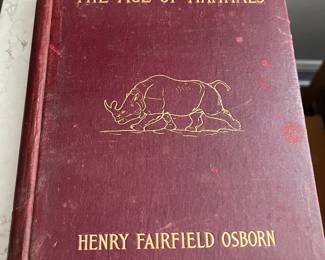 THE AGE OF MAMMALS
HENRY FAIRFIELD OSBORN